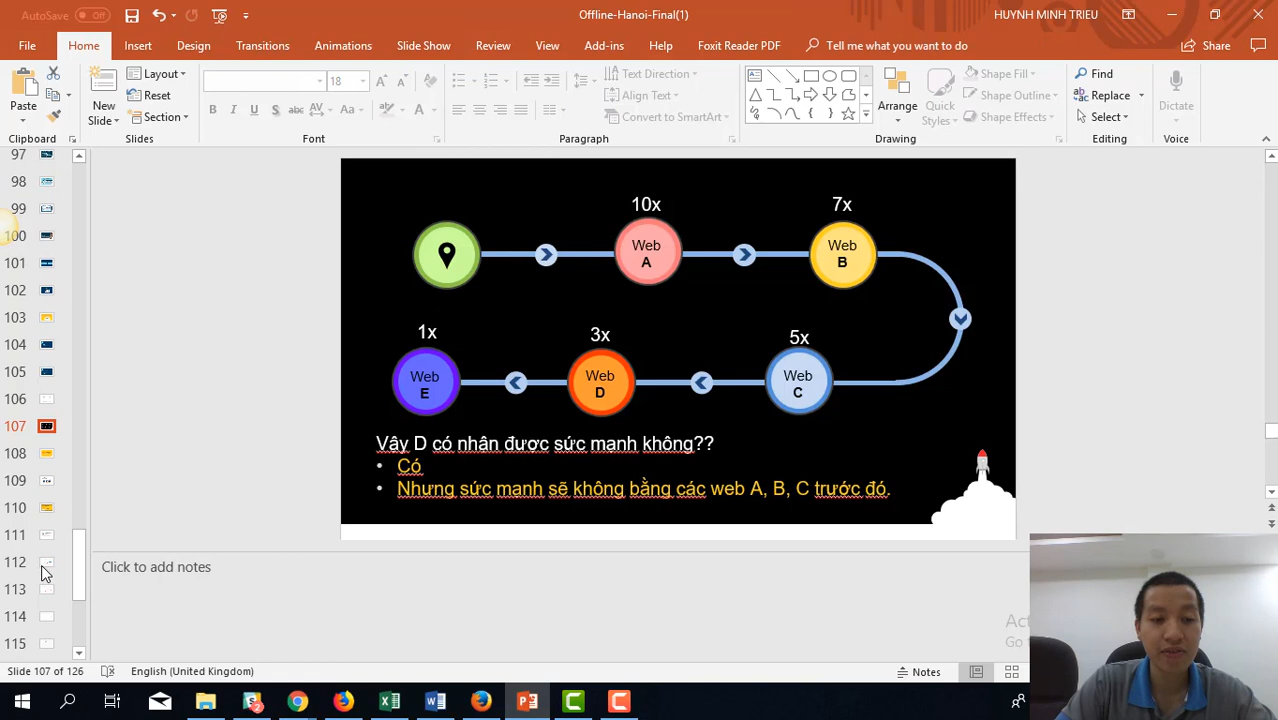 AutoSave Off
Offline-Hanoi-Final(1)
HUYNH MINH TRIEU
File Home Insert Design Transitions Animations Slide Show Review View Add-ins Help Foxit Reader PDF Tell me what you want to do Share
Paste
New Slide
Layout
Reset
Section
18
B I U S abc AV Aa
Text Direction
Align Text
Convert to SmartArt
Arrange
Quick Styles
Shape Fill
Shape Outline
Shape Effects
Find
Replace
Select
Dictate
Clipboard Slides Font Paragraph Drawing Editing Voice
97
98
99
100
101
102
103
104
105
106
107
108
109
110
111
112
113
114
115
10x
7x
Web A
Web B
1x
3x
5x
Web E
Web D
Web C
Vậy D có nhận được sức mạnh không??
• Có
• Nhưng sức mạnh sẽ không bằng các web A, B, C trước đó.
Click to add notes
Slide 107 of 126 English (United Kingdom) Notes